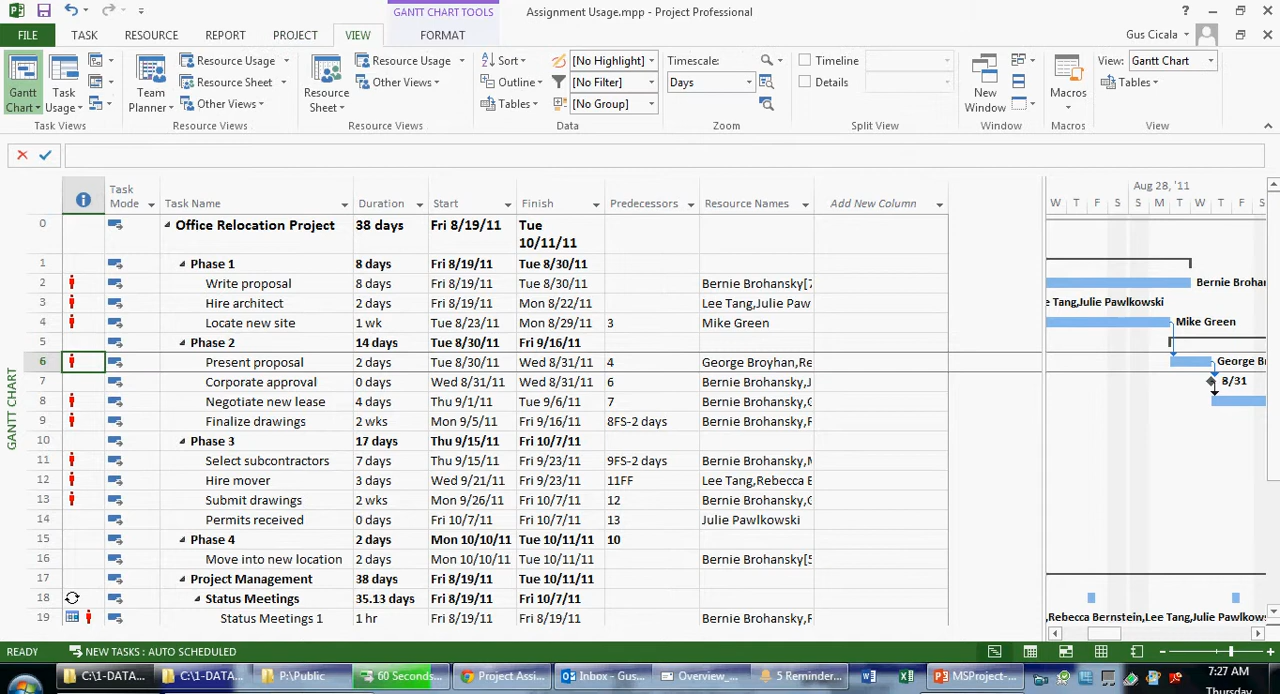 GANTT CHART TOOLS
Assignment Usage.mpp - Project Professional
?
FILE TASK RESOURCE REPORT PROJECT VIEW FORMAT
Gus Cicala
Gantt Chart
Task Usage
Team Planner
Resource Usage
Resource Sheet
Other Views
Resource Sheet
Resource Usage
Other Views
Sort
Outline
Tables
[No Highlight]
[No Filter]
[No Group]
Timescale:
Days
Timeline
Details
New Window
Macros
View: Gantt Chart
Tables
Task Views Resource Views Resource Views Data Zoom Split View Window Macros View
Task Mode Task Name Duration Start Finish Predecessors Resource Names Add New Column
Aug 28, '11
W T F S S M T W T F S
0 Office Relocation Project 38 days Fri 8/19/11 Tue 10/11/11
1 Phase 1 8 days Fri 8/19/11 Tue 8/30/11
2 Write proposal 8 days Fri 8/19/11 Tue 8/30/11 Bernie Brohansky[7 Bernie Brohan
3 Hire architect 2 days Fri 8/19/11 Mon 8/22/11 Lee Tang,Julie Paw e Tang,Julie Pawlkowski
4 Locate new site 1 wk Tue 8/23/11 Mon 8/29/11 3 Mike Green Mike Green
5 Phase 2 14 days Tue 8/30/11 Fri 9/16/11
6 Present proposal 2 days Tue 8/30/11 Wed 8/31/11 4 George Broyhan,Re George B
7 Corporate approval 0 days Wed 8/31/11 Wed 8/31/11 6 Bernie Brohansky,J 8/31
8 Negotiate new lease 4 days Thu 9/1/11 Tue 9/6/11 7 Bernie Brohansky,G
9 Finalize drawings 2 wks Mon 9/5/11 Fri 9/16/11 8FS-2 days Bernie Brohansky,F
10 Phase 3 17 days Thu 9/15/11 Fri 10/7/11
11 Select subcontractors 7 days Thu 9/15/11 Fri 9/23/11 9FS-2 days Bernie Brohansky,M
12 Hire mover 3 days Wed 9/21/11 Fri 9/23/11 11FF Lee Tang,Rebecca B
13 Submit drawings 2 wks Mon 9/26/11 Fri 10/7/11 12 Bernie Brohansky,G
14 Permits received 0 days Fri 10/7/11 Fri 10/7/11 13 Julie Pawlkowski
15 Phase 4 2 days Mon 10/10/11 Tue 10/11/11 10
16 Move into new location 2 days Mon 10/10/11 Tue 10/11/11 Bernie Brohansky[5
17 Project Management 38 days Fri 8/19/11 Tue 10/11/11
18 Status Meetings 35.13 days Fri 8/19/11 Fri 10/7/11
19 Status Meetings 1 1 hr Fri 8/19/11 Fri 8/19/11 Bernie Brohansky,F ,Rebecca Bernstein,Lee Tang,Julie Pawlkows
GANTT CHART
READY NEW TASKS : AUTO SCHEDULED
C:\1-DATA... C:\1-DATA... P:\Public 60 Seconds... Project Assi... Inbox - Gus... Overview_... 5 Reminder... MSProject-...
7:27 AM
Thursday